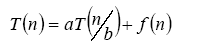 T(n) = aT(n/b) + f(n)